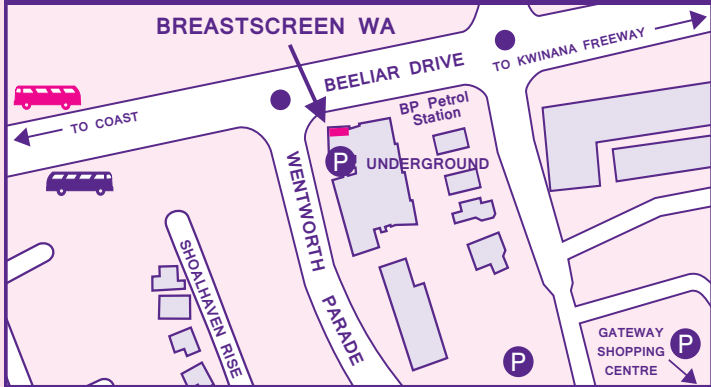 BREASTSCREEN WA
BEELIAR DRIVE
TO KWINANA FREEWAY
TO COAST
BP Petrol
Station
P UNDERGROUND
WENTWORTH PARADE
SHOALHAVEN RISE
P
GATEWAY
SHOPPING
CENTRE
P